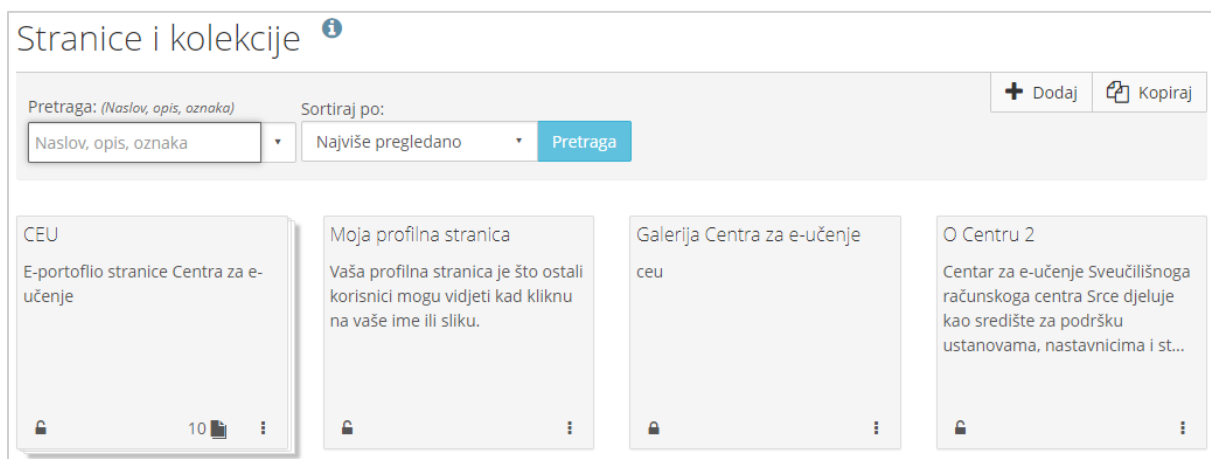 Stranice i kolekcije
Dodaj Kopiraj
Pretraga: (Naslov, opis, oznaka) Sortiraj po:
Naslov, opis, oznaka Najviše pregledano Pretraga
CEU
E-portoflio stranice Centra za e-
učenje
10
Moja profilna stranica
Vaša profilna stranica je što ostali
korisnici mogu vidjeti kad kliknu
na vaše ime ili sliku.
Galerija Centra za e-učenje
ceu
O Centru 2
Centar za e-učenje Sveučilišnoga
računskoga centra Srce djeluje
kao središte za podršku
ustanovama, nastavnicima i st...